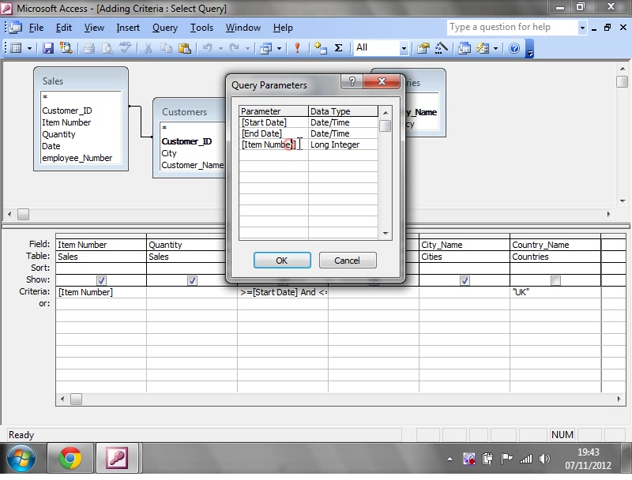 Microsoft Access - [Adding Criteria : Select Query]
File Edit View Insert Query Tools Window Help
Type a question for help
All
Sales
*
Customer_ID
Item Number
Quantity
Date
employee_Number
Customers
*
Customer_ID
City
Customer_Name
Query Parameters
Parameter Data Type
[Start Date] Date/Time
[End Date] Date/Time
[Item Number] Long Integer
OK Cancel
Field: Item Number Quantity City_Name Country_Name
Table: Sales Sales Cities Countries
Sort:
Show:
Criteria: [Item Number] >=[Start Date] And <= "UK"
or:
Ready
NUM
19:43
07/11/2012